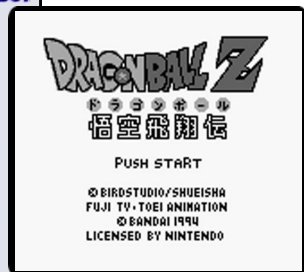 DRAGONBALL Z
ドラゴンボール
悟空飛翔伝
PUSH START
© BIRDSTUDIO/SHUEISHA
FUJI TV・TOEI ANIMATION
© BANDAI 1994
LICENSED BY NINTENDO